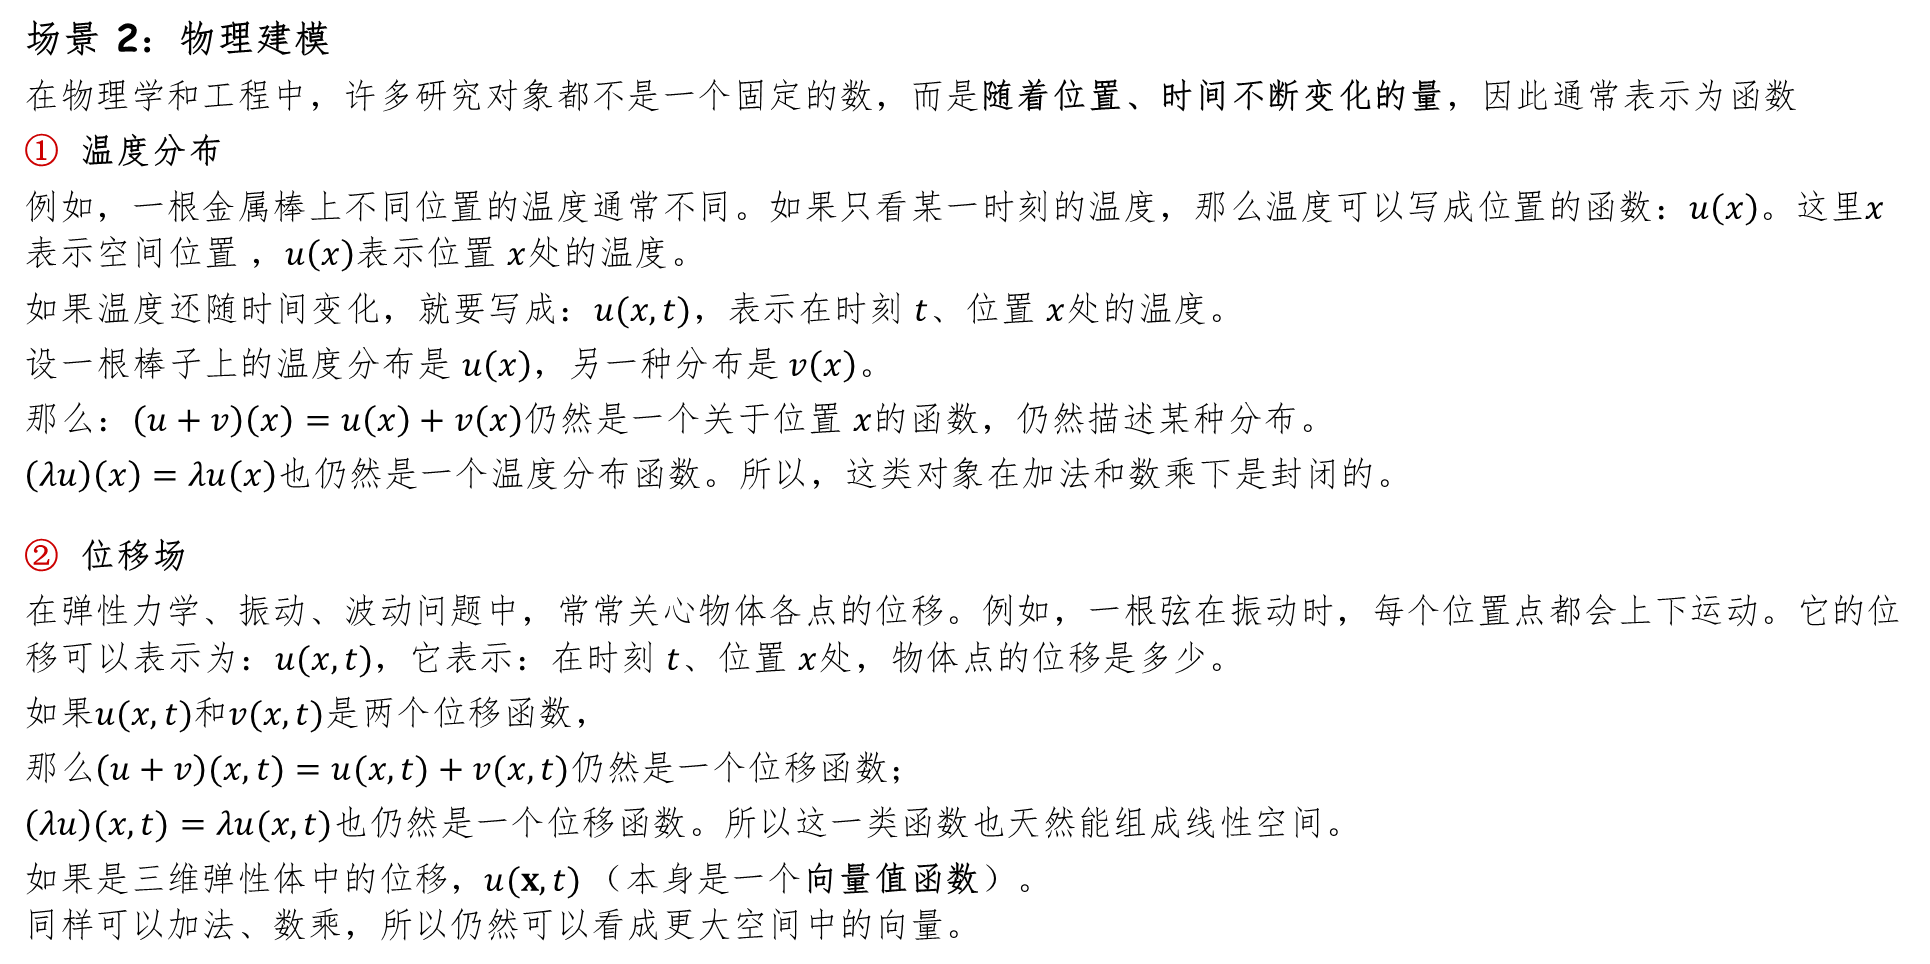 场景 2：物理建模
在物理学和工程中，许多研究对象都不是一个固定的数，而是随着位置、时间不断变化的量，因此通常表示为函数
① 温度分布
例如，一根金属棒上不同位置的温度通常不同。如果只看某一时刻的温度，那么温度可以写成位置的函数：u(x)。这里x
表示空间位置 ，u(x)表示位置 x处的温度。
如果温度还随时间变化，就要写成：u(x,t)，表示在时刻 t、位置 x处的温度。
设一根棒子上的温度分布是 u(x)，另一种分布是 v(x)。
那么：(u + v)(x) = u(x) + v(x)仍然是一个关于位置 x的函数，仍然描述某种分布。
(λu)(x) = λu(x)也仍然是一个温度分布函数。所以，这类对象在加法和数乘下是封闭的。
② 位移场
在弹性力学、振动、波动问题中，常常关心物体各点的位移。例如，一根弦在振动时，每个位置点都会上下运动。它的位
移可以表示为：u(x,t)，它表示：在时刻 t、位置 x处，物体点的位移是多少。
如果u(x,t)和v(x,t)是两个位移函数，
那么(u + v)(x,t) = u(x,t) + v(x,t)仍然是一个位移函数；
(λu)(x,t) = λu(x,t)也仍然是一个位移函数。所以这一类函数也天然能组成线性空间。
如果是三维弹性体中的位移，u(𝐱,t)（本身是一个向量值函数）。
同样可以加法、数乘，所以仍然可以看成更大空间中的向量。